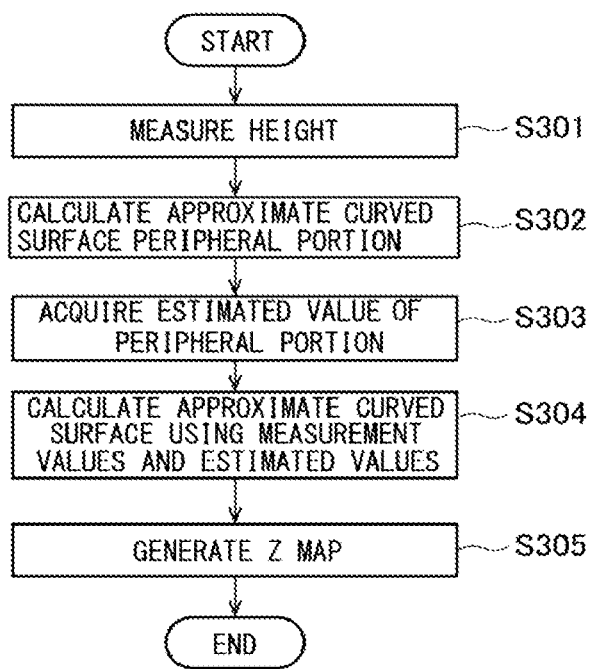 START
MEASURE HEIGHT
S301
CALCULATE APPROXIMATE CURVED
SURFACE PERIPHERAL PORTION
S302
ACQUIRE ESTIMATED VALUE OF
PERIPHERAL PORTION
S303
CALCULATE APPROXIMATE CURVED
SURFACE USING MEASUREMENT
VALUES AND ESTIMATED VALUES
S304
GENERATE Z MAP
S305
END